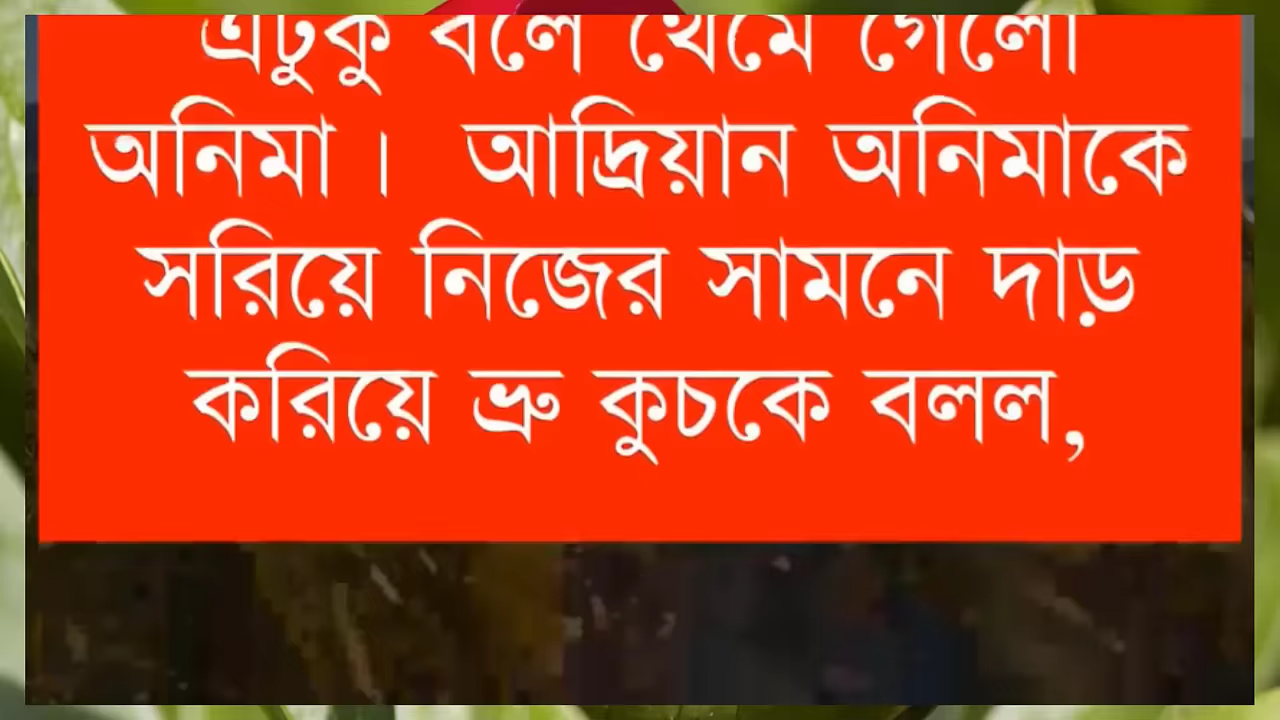 এটুকু বলে থেমে গেলো
অনিমা। আদ্রিয়ান অনিমাকে
সরিয়ে নিজের সামনে দাড়
করিয়ে ভ্রু কুচকে বলল,